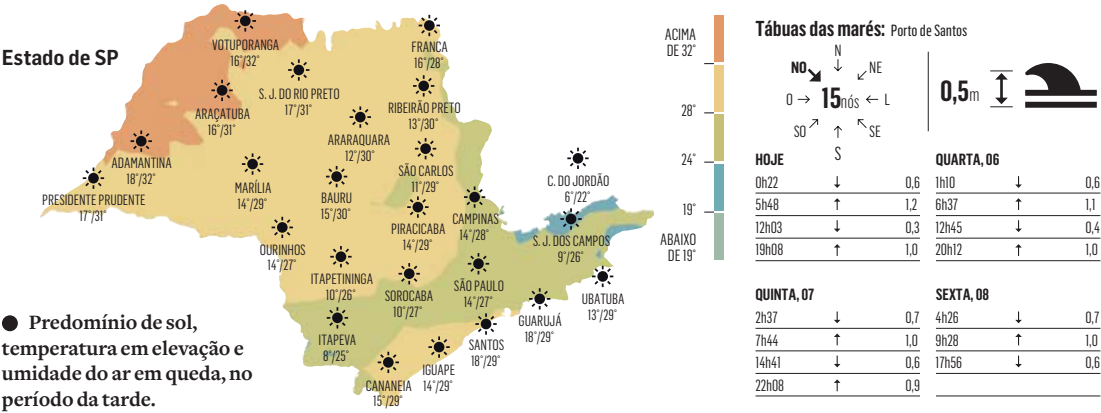 Estado de SP
VOTUPORANGA
16°/32°
FRANCA
16°/28°
S. J. DO RIO PRETO
17°/31°
ARAÇATUBA
16°/31°
RIBEIRÃO PRETO
13°/30°
ARARAQUARA
12°/30°
ADAMANTINA
18°/32°
SÃO CARLOS
11°/29°
MARÍLIA
14°/29°
PRESIDENTE PRUDENTE
17°/31°
BAURU
15°/30°
C. DO JORDÃO
6°/22°
CAMPINAS
14°/28°
PIRACICABA
14°/29°
S. J. DOS CAMPOS
9°/26°
OURINHOS
14°/27°
ITAPETININGA
10°/26°
SOROCABA
10°/27°
SÃO PAULO
14°/27°
UBATUBA
13°/29°
GUARUJÁ
18°/29°
ITAPEVA
8°/25°
SANTOS
18°/29°
IGUAPE
14°/29°
CANANEIA
15°/29°
● Predomínio de sol,
temperatura em elevação e
umidade do ar em queda, no
período da tarde.
ACIMA
DE 32°
28°
24°
19°
ABAIXO
DE 19°
Tábuas das marés: Porto de Santos
N
NO ↘ ↓ ↙ NE
O → 15nós ← L
SO ↗ ↑ ↖ SE
S
0,5m
HOJE
0h22 ↓ 0,6
5h48 ↑ 1,2
12h03 ↓ 0,3
19h08 ↑ 1,0
QUARTA, 06
1h10 ↓ 0,6
6h37 ↑ 1,1
12h45 ↓ 0,4
20h12 ↑ 1,0
QUINTA, 07
2h37 ↓ 0,7
7h44 ↑ 1,0
14h41 ↓ 0,6
22h08 ↑ 0,9
SEXTA, 08
4h26 ↓ 0,7
9h28 ↑ 1,0
17h56 ↓ 0,6